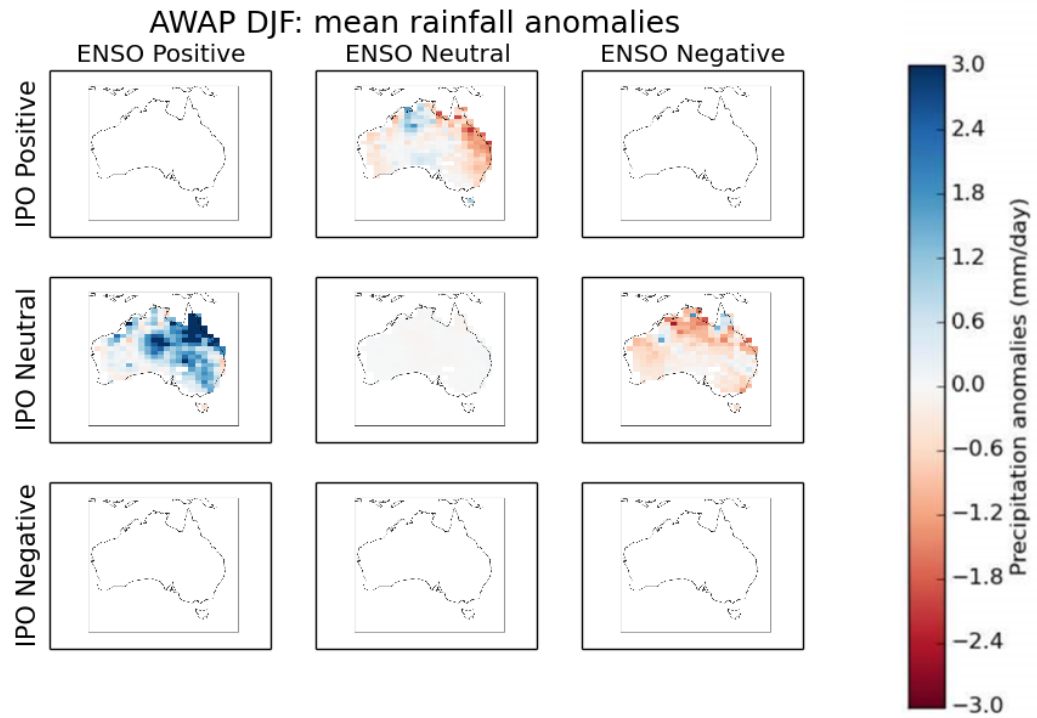 AWAP DJF: mean rainfall anomalies
ENSO Positive
ENSO Neutral
ENSO Negative
IPO Positive
IPO Neutral
IPO Negative
3.0
2.4
1.8
1.2
0.6
0.0
−0.6
−1.2
−1.8
−2.4
−3.0
Precipitation anomalies (mm/day)